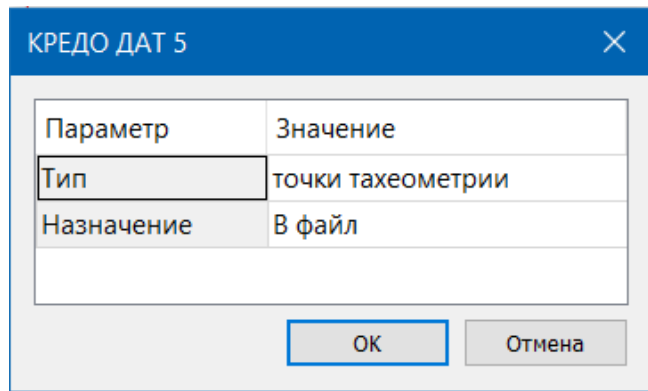 КРЕДО ДАТ 5
Параметр Значение
Тип точки тахеометрии
Назначение В файл
ОК Отмена